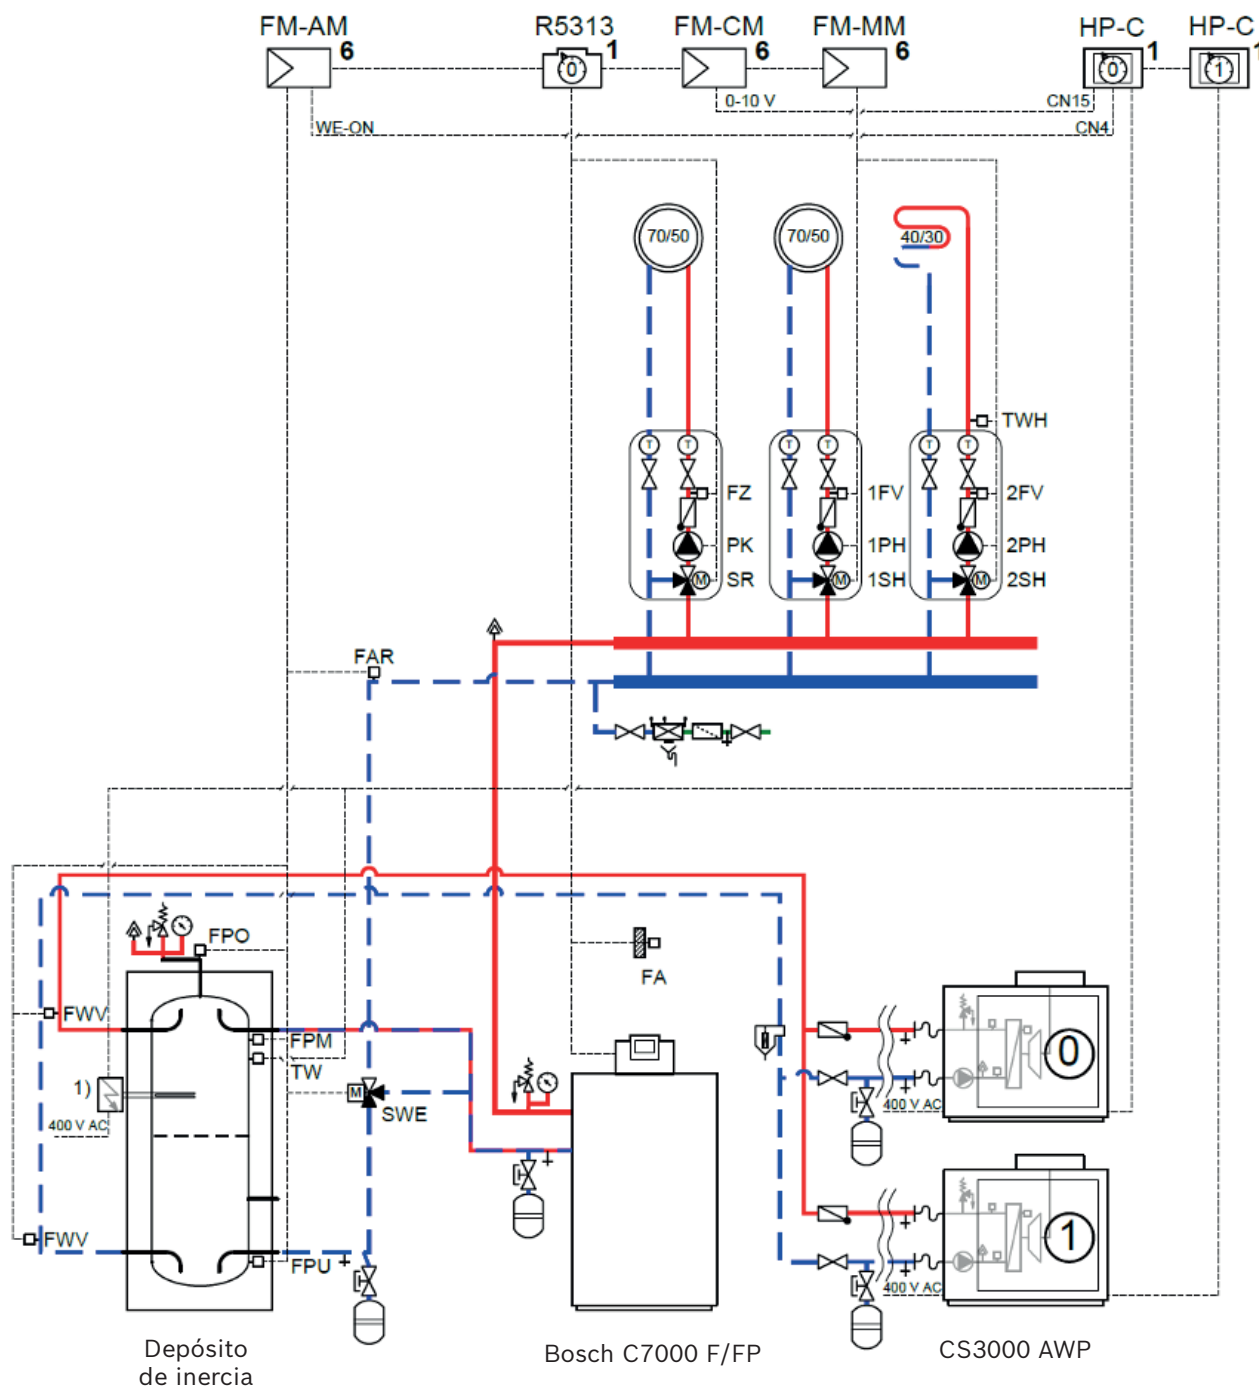 FM-AM R5313 FM-CM FM-MM HP-C HP-C
6 1 6 6 1 1
0 0 1
0-10 V CN15
WE-ON CN4
70/50 70/50 40/30
TWH
T T T T T T
FZ 1FV 2FV
PK 1PH 2PH
M SR M 1SH M 2SH
FAR
FPO
FA
FWV
FPM
TW
1)
M
SWE
400 V AC
0
400 V AC
FWV
FPU
1
400 V AC
Depósito
de inercia
Bosch C7000 F/FP
CS3000 AWP